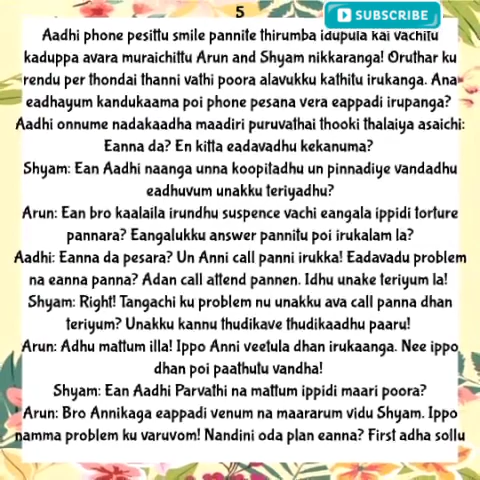 5
SUBSCRIBE
Aadhi phone pesittu smile pannite thirumba idupula kai vachitu
kaduppa avara muraichittu Arun and Shyam nikkaranga! Oruthar ku
rendu per thondai thanni vathi poora alavukku kathitu irukanga. Ana
eadhayum kandukaama poi phone pesana vera eappadi irupanga?
Aadhi onnume nadakaadha maadiri puruvathai thooki thalaiya asaichi:
Eanna da? En kitta eadavadhu kekanuma?
Shyam: Ean Aadhi naanga unna koopitadhu un pinnadiye vandadhu
eadhuvum unakku teriyadhu?
Arun: Ean bro kaalaila irundhu suspence vachi eangala ippidi torture
pannara? Eangalukku answer pannitu poi irukalam la?
Aadhi: Eanna da pesara? Un Anni call panni irukka! Eadavadu problem
na eanna panna? Adan call attend pannen. Idhu unake teriyum la!
Shyam: Right! Tangachi ku problem nu unakku ava call panna dhan
teriyum? Unakku kannu thudikave thudikaadhu paaru!
Arun: Adhu mattum illa! Ippo Anni veetula dhan irukaanga. Nee ippo
dhan poi paathutu vandha!
Shyam: Ean Aadhi Parvathi na mattum ippidi maari poora?
Arun: Bro Annikaga eappadi venum na maararum vidu Shyam. Ippo
namma problem ku varuvom! Nandini oda plan eanna? First adha sollu